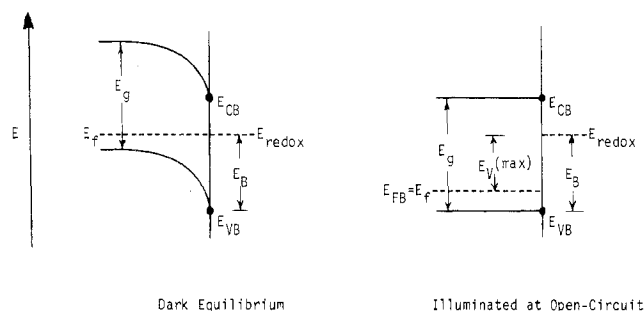 E
E_g
E_f
E_CB
E_redox
E_B
E_VB
Dark Equilibrium
E_CB
E_g
E_V(max)
E_redox
E_B
E_FB=E_f
E_VB
Illuminated at Open-Circuit